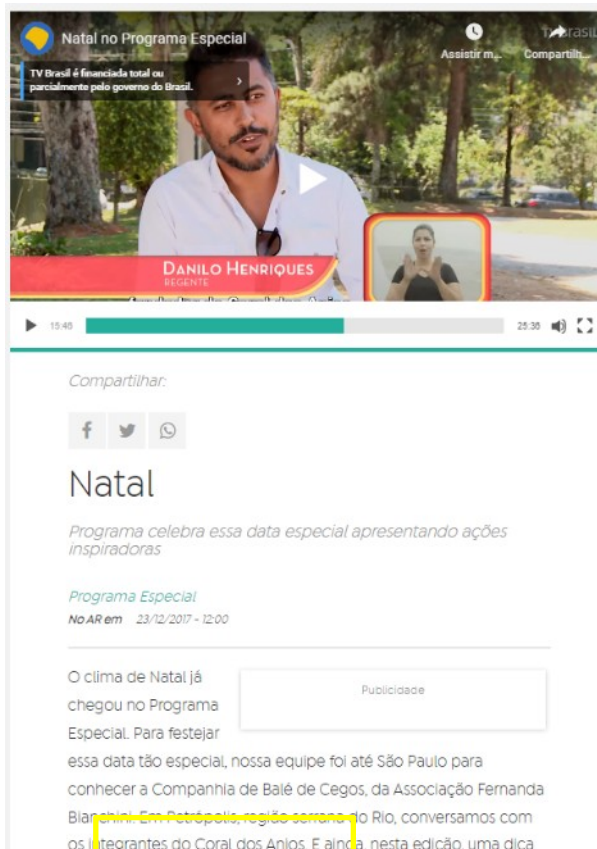 Natal no Programa Especial
Assistir m...
Compartilh...
TV Brasil é financiada total ou
parcialmente pelo governo do Brasil.
DANILO HENRIQUES
REGENTE
15:46
25:36
Compartilhar:
Natal
Programa celebra essa data especial apresentando ações
inspiradoras
Programa Especial
No AR em 23/12/2017 - 12:00
O clima de Natal já
chegou no Programa
Especial. Para festejar
Publicidade
essa data tão especial, nossa equipe foi até São Paulo para
conhecer a Companhia de Balé de Cegos, da Associação Fernanda
Bianchini. Em Petrópolis, região serrana do Rio, conversamos com
os integrantes do Coral dos Anjos. E ainda, nesta edição, uma dica